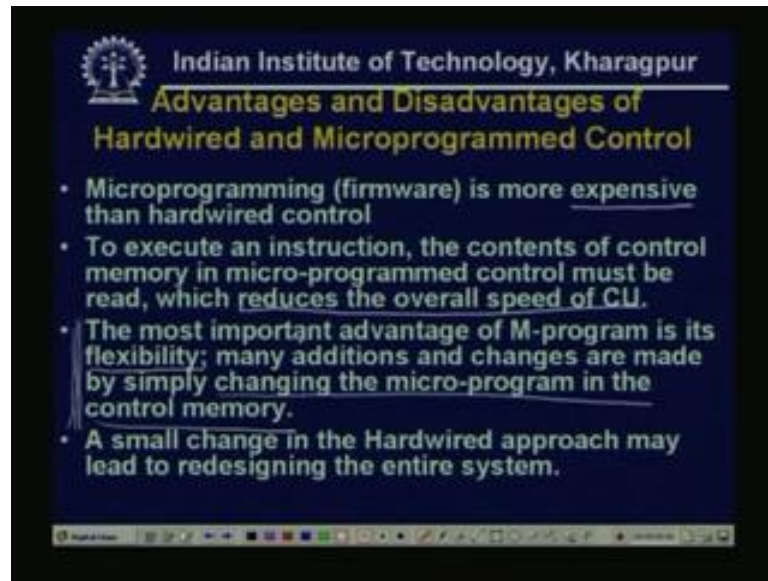 Indian Institute of Technology, Kharagpur
Advantages and Disadvantages of
Hardwired and Microprogrammed Control
• Microprogramming (firmware) is more expensive
than hardwired control
• To execute an instruction, the contents of control
memory in micro-programmed control must be
read, which reduces the overall speed of CU.
• The most important advantage of M-program is its
flexibility; many additions and changes are made
by simply changing the micro-program in the
control memory.
• A small change in the Hardwired approach may
lead to redesigning the entire system.